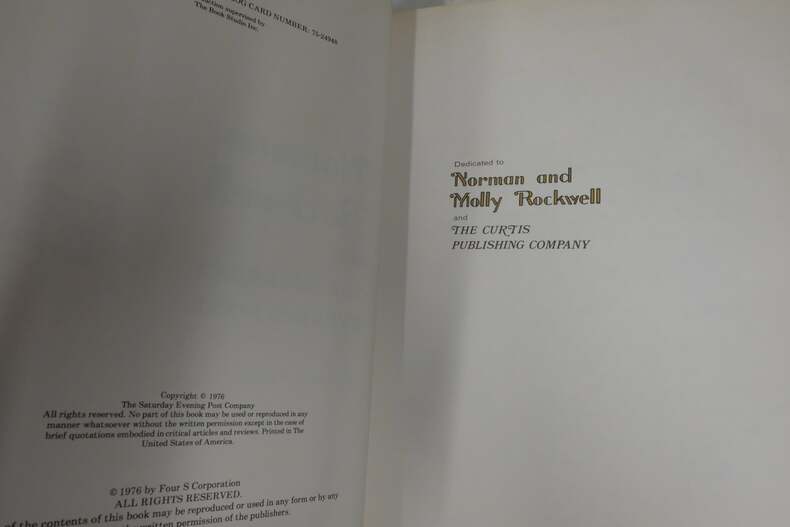 OG CARD NUMBER: 75-24948
uction supervised by
The Book Studio Inc.
Copyright © 1976
The Saturday Evening Post Company
All rights reserved. No part of this book may be used or reproduced in any
manner whatsoever without the written permission except in the case of
brief quotations embodied in critical articles and reviews. Printed in The
United States of America.
© 1976 by Four S Corporation
ALL RIGHTS RESERVED.
of the contents of this book may be reproduced or used in any form or by any
written permission of the publishers.
Dedicated to
Norman and
Molly Rockwell
and
THE CURTIS
PUBLISHING COMPANY